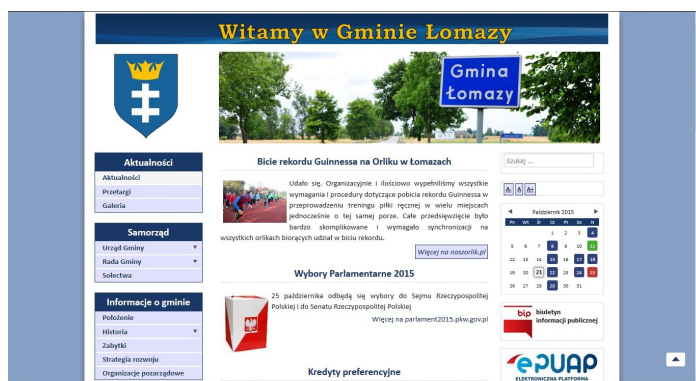 Witamy w Gminie Łomazy
Gmina
Łomazy
Aktualności
Aktualności
Przetargi
Galeria
Samorząd
Urząd Gminy
Rada Gminy
Sołectwa
Informacje o gminie
Położenie
Historia
Zabytki
Strategia rozwoju
Organizacje pozarządowe
Bicie rekordu Guinnessa na Orliku w Łomazach
Udało się. Organizacyjnie i ilościowo wypełniliśmy wszystkie
wymagania i procedury dotyczące pobicia rekordu Guinnessa w
przeprowadzeniu treningu piłki ręcznej w wielu miejscach
jednocześnie o tej samej porze. Całe przedsięwzięcie było
bardzo skomplikowane i wymagało synchronizacji na
wszystkich orlikach biorących udział w biciu rekordu.
Więcej na naszorlik.pl
Wybory Parlamentarne 2015
25 października odbędą się wybory do Sejmu Rzeczypospolitej
Polskiej i do Senatu Rzeczypospolitej Polskiej
Więcej na parlament2015.pkw.gov.pl
Kredyty preferencyjne
Szukaj ...
A- A A+
Październik 2015
Pn Wt Śr Cz Pt So N
1 2 3 4
5 6 7 8 9 10 11
12 13 14 15 16 17 18
19 20 21 22 23 24 25
26 27 28 29 30 31
bip biuletyn
informacji publicznej
ePUAP
ELEKTRONICZNA PLATFORMA